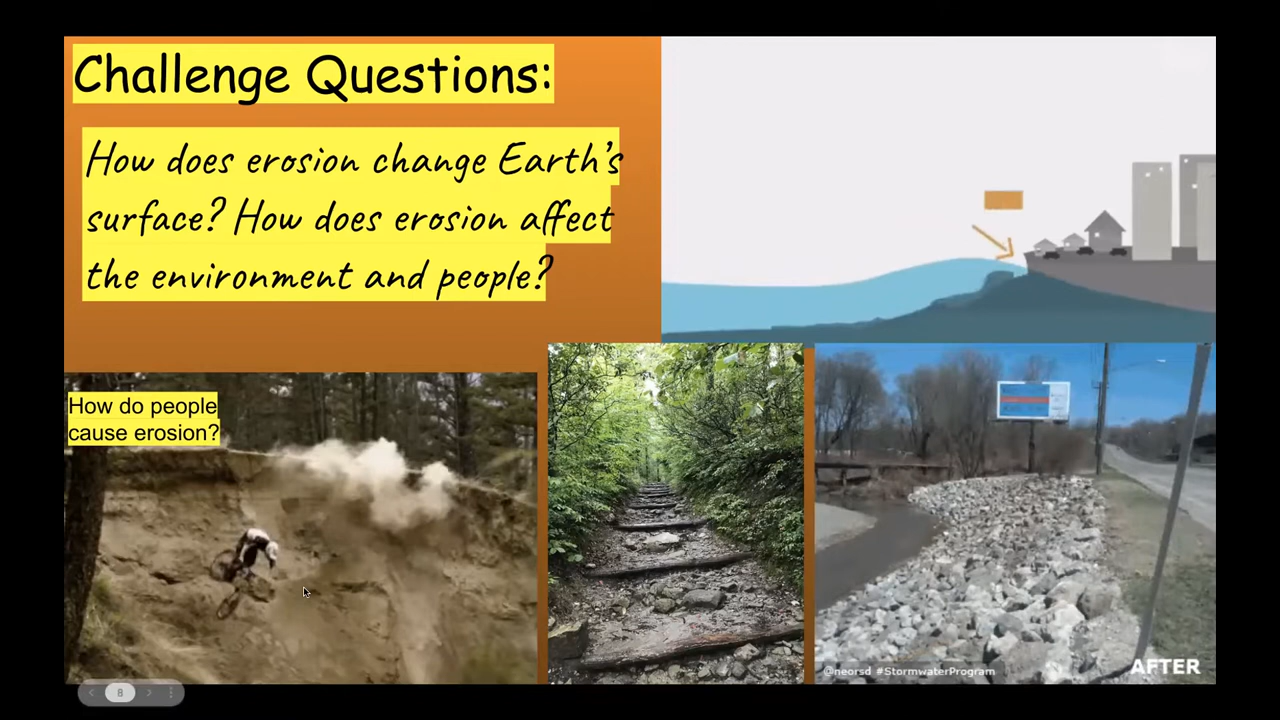 Challenge Questions:
How does erosion change Earth's
surface? How does erosion affect
the environment and people?
How do people
cause erosion?
@neorsd #StormwaterProgram
AFTER
8